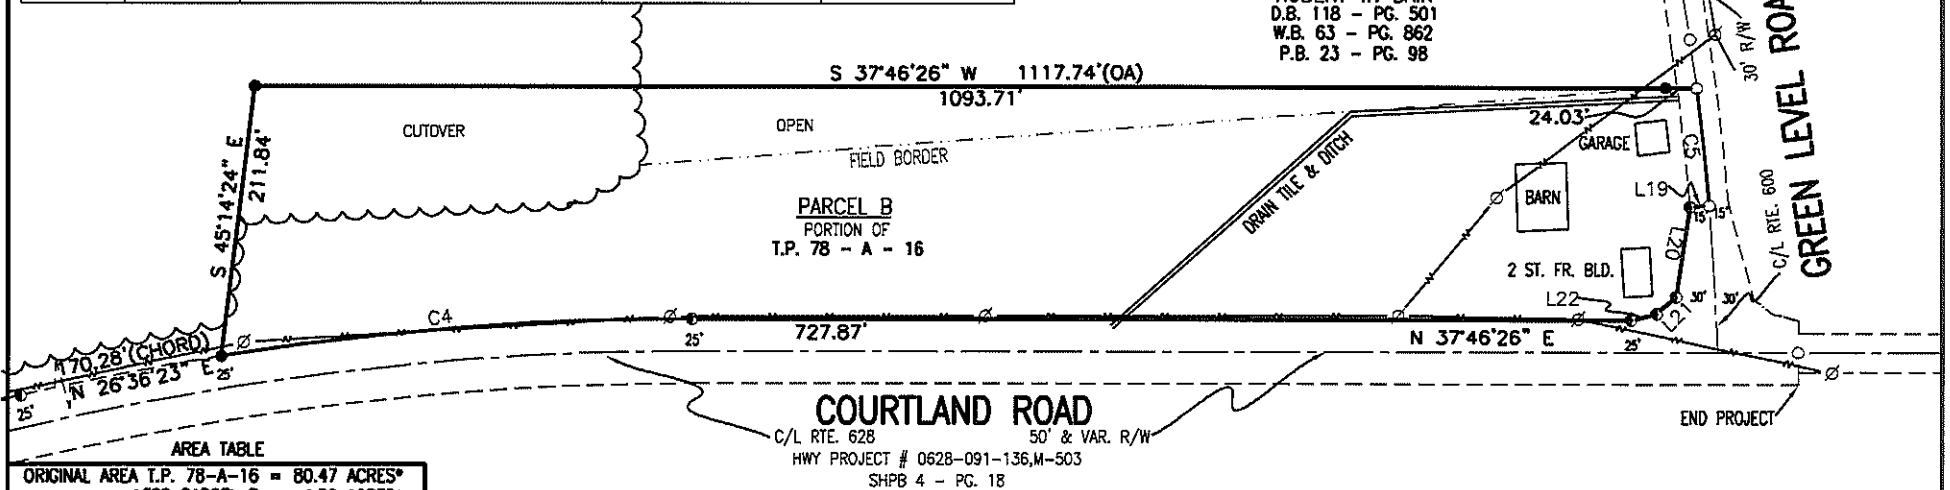 D.B. 118 - PG. 501
W.B. 63 - PG. 862
P.B. 23 - PG. 98
30' R/W
GREEN LEVEL ROA
S 37°46'26" W 1117.74'(OA)
1093.71'
24.03'
CUTOVER
OPEN
FIELD BORDER
S 45°14'24" E
211.84'
DRAIN TILE & DITCH
GARAGE
BARN
C5
L19
15'
15'
C/L RTE. 600
PARCEL B
PORTION OF
T.P. 78 - A - 16
L20
2 ST. FR. BLD.
L22
L21
30'
30'
C4
25'
727.87'
N 37°46'26" E
25'
170.28'(CHORD)
N 26°36'23" E
25'
25'
COURTLAND ROAD
C/L RTE. 628
50' & VAR. R/W
HWY PROJECT # 0628-091-136,M-503
SHPB 4 - PG. 18
END PROJECT
AREA TABLE
ORIGINAL AREA T.P. 78-A-16 = 80.47 ACRES*